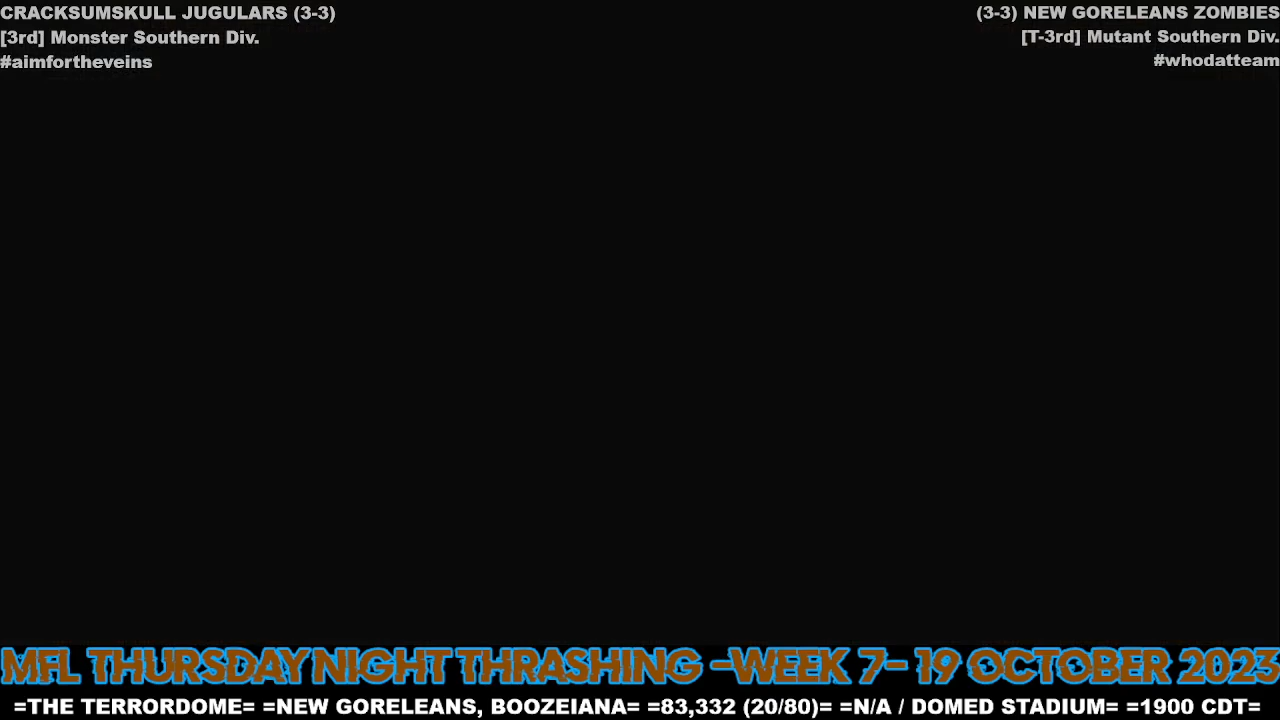 CRACKSUMSKULL JUGULARS (3-3)
[3rd] Monster Southern Div.
#aimfortheveins
(3-3) NEW GORELEANS ZOMBIES
[T-3rd] Mutant Southern Div.
#whodatteam
MFL THURSDAY NIGHT THRASHING -WEEK 7- 19 OCTOBER 2023
=THE TERRORDOME= =NEW GORELEANS, BOOZEIANA= =83,332 (20/80)= =N/A / DOMED STADIUM= =1900 CDT=